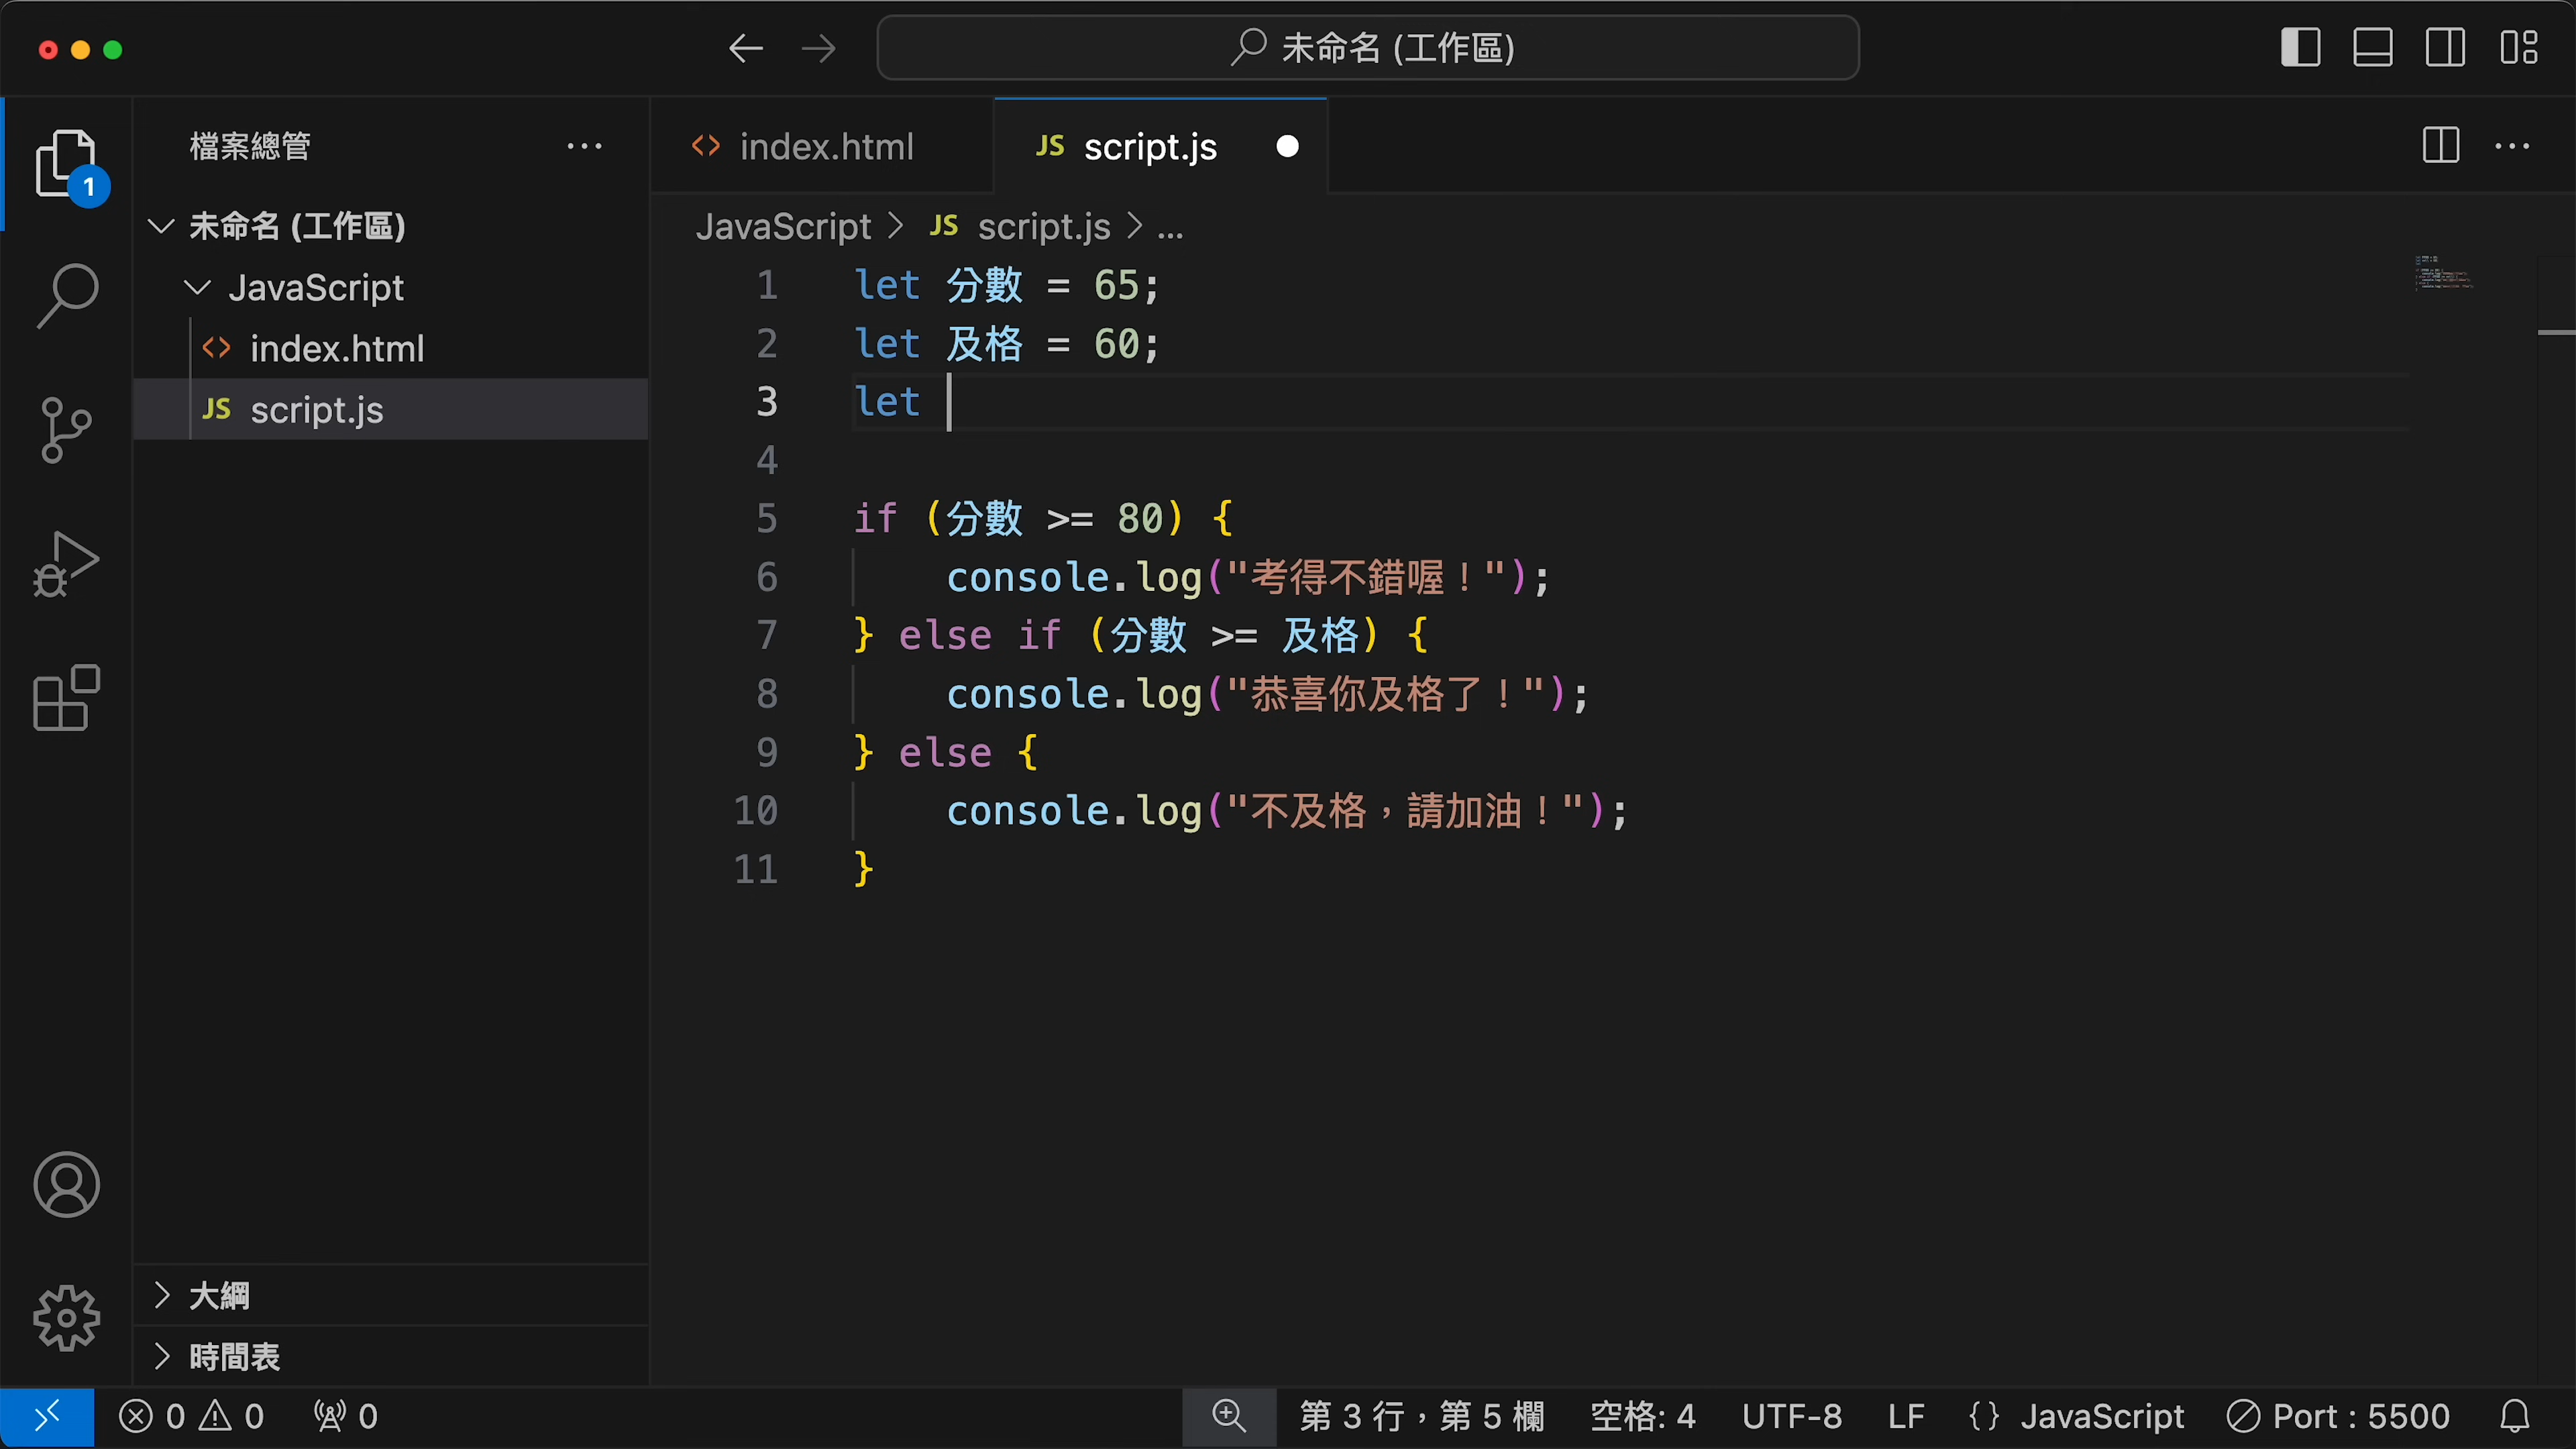 未命名 (工作區)
檔案總管
1
未命名 (工作區)
JavaScript
index.html
JS script.js
大綱
時間表
index.html
JS script.js
JavaScript > JS script.js > ...
1 let 分數 = 65;
2 let 及格 = 60;
3 let
4
5 if (分數 >= 80) {
6 console.log("考得不錯喔！");
7 } else if (分數 >= 及格) {
8 console.log("恭喜你及格了！");
9 } else {
10 console.log("不及格，請加油！");
11 }
0 0 0 第 3 行，第 5 欄 空格: 4 UTF-8 LF {} JavaScript Port : 5500